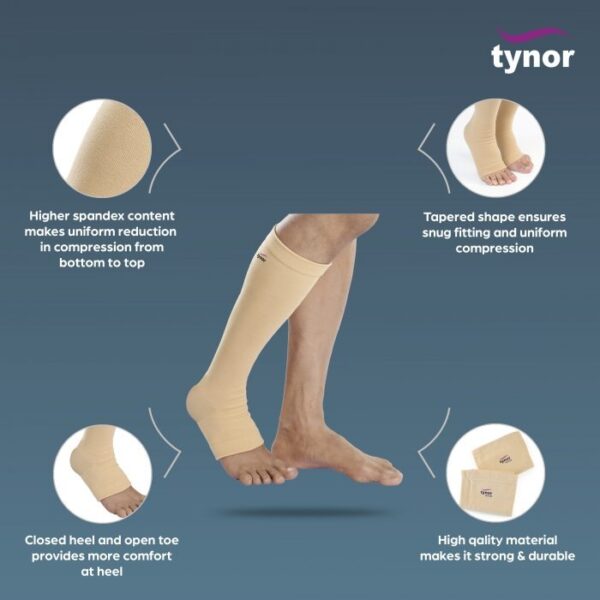 tynor
Higher spandex content
makes uniform reduction
in compression from
bottom to top
Tapered shape ensures
snug fitting and uniform
compression
tynor
Closed heel and open toe
provides more comfort
at heel
tynor
High qality material
makes it strong & durable